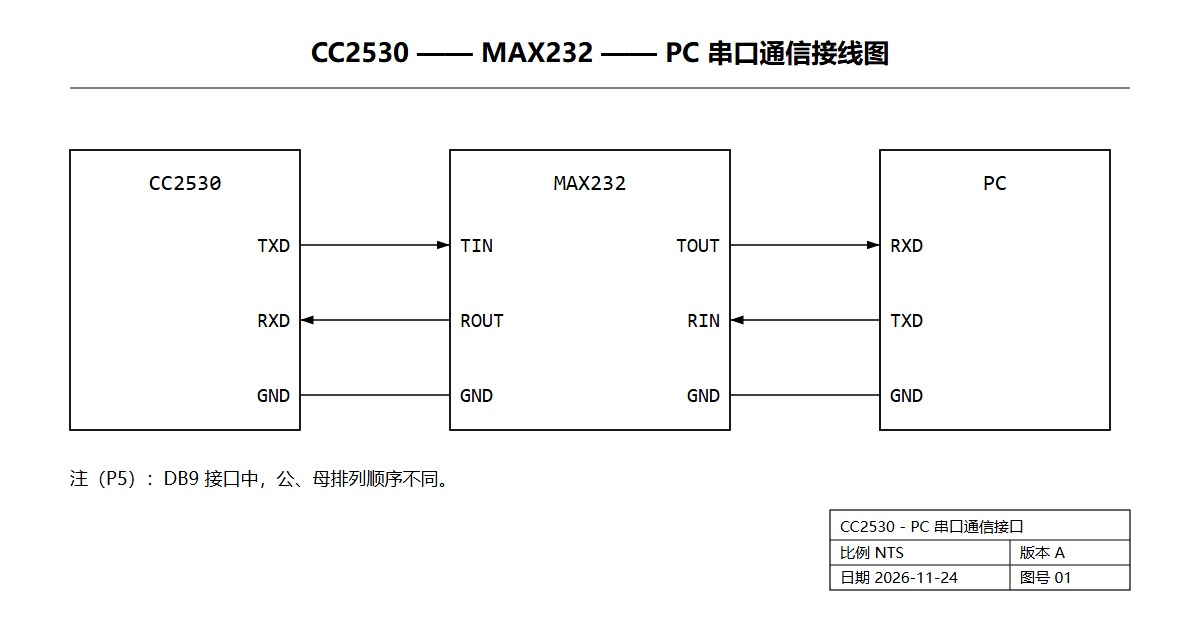 CC2530 —— MAX232 —— PC 串口通信接线图
CC2530 MAX232 PC
TXD TIN TOUT RXD
RXD ROUT RIN TXD
GND GND GND GND
注（P5）：DB9 接口中，公、母排列顺序不同。
CC2530 - PC 串口通信接口
比例 NTS 版本 A
日期 2026-11-24 图号 01